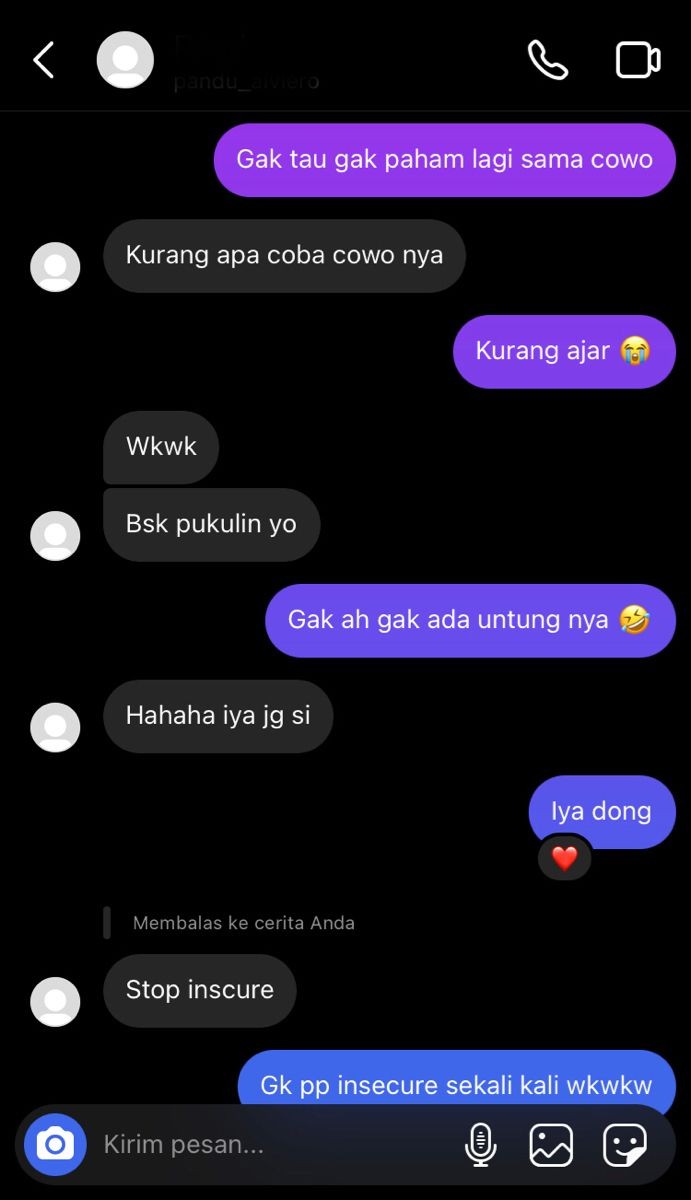 Gak tau gak paham lagi sama cowo
Kurang apa coba cowo nya
Kurang ajar 😭
Wkwk
Bsk pukulin yo
Gak ah gak ada untung nya 🤣
Hahaha iya jg si
Iya dong
Membalas ke cerita Anda
Stop inscure
Gk pp insecure sekali kali wkwkw
Kirim pesan...